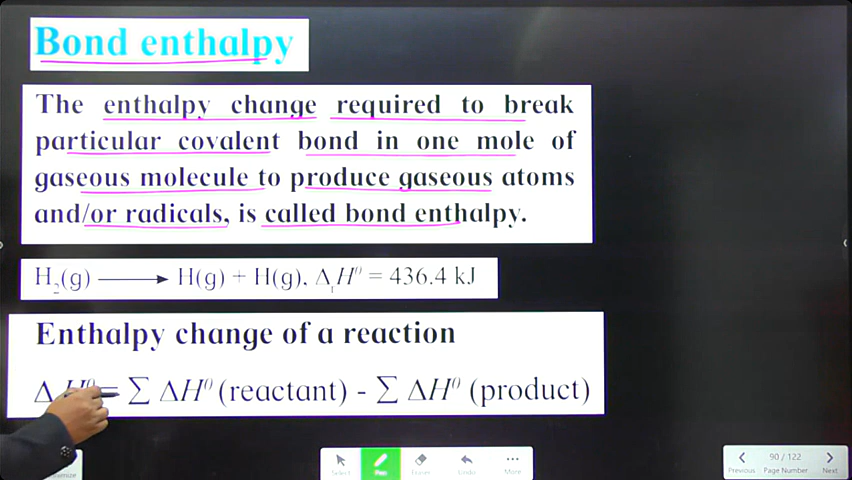 Bond enthalpy
The enthalpy change required to break
particular covalent bond in one mole of
gaseous molecule to produce gaseous atoms
and/or radicals, is called bond enthalpy.
H₂(g) ⟶ H(g) + H(g), ΔᵣH⁰ = 436.4 kJ
Enthalpy change of a reaction
Δ H⁰ = ∑ ΔH⁰ (reactant) - ∑ ΔH⁰ (product)
Select Pen Eraser Undo More
90 / 122
Previous Page Number Next